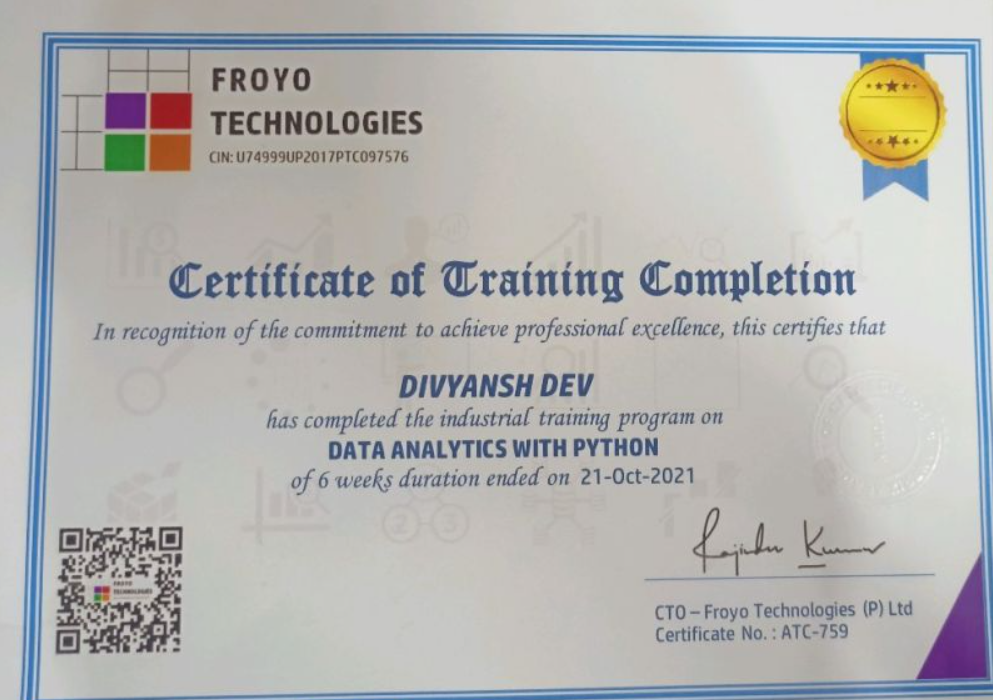 FROYO
TECHNOLOGIES
CIN: U74999UP2017PTC097576
Certificate of Training Completion
In recognition of the commitment to achieve professional excellence, this certifies that
DIVYANSH DEV
has completed the industrial training program on
DATA ANALYTICS WITH PYTHON
of 6 weeks duration ended on 21-Oct-2021
FROYO
TECHNOLOGIES
Rajinder Kumar
CTO – Froyo Technologies (P) Ltd
Certificate No. : ATC-759